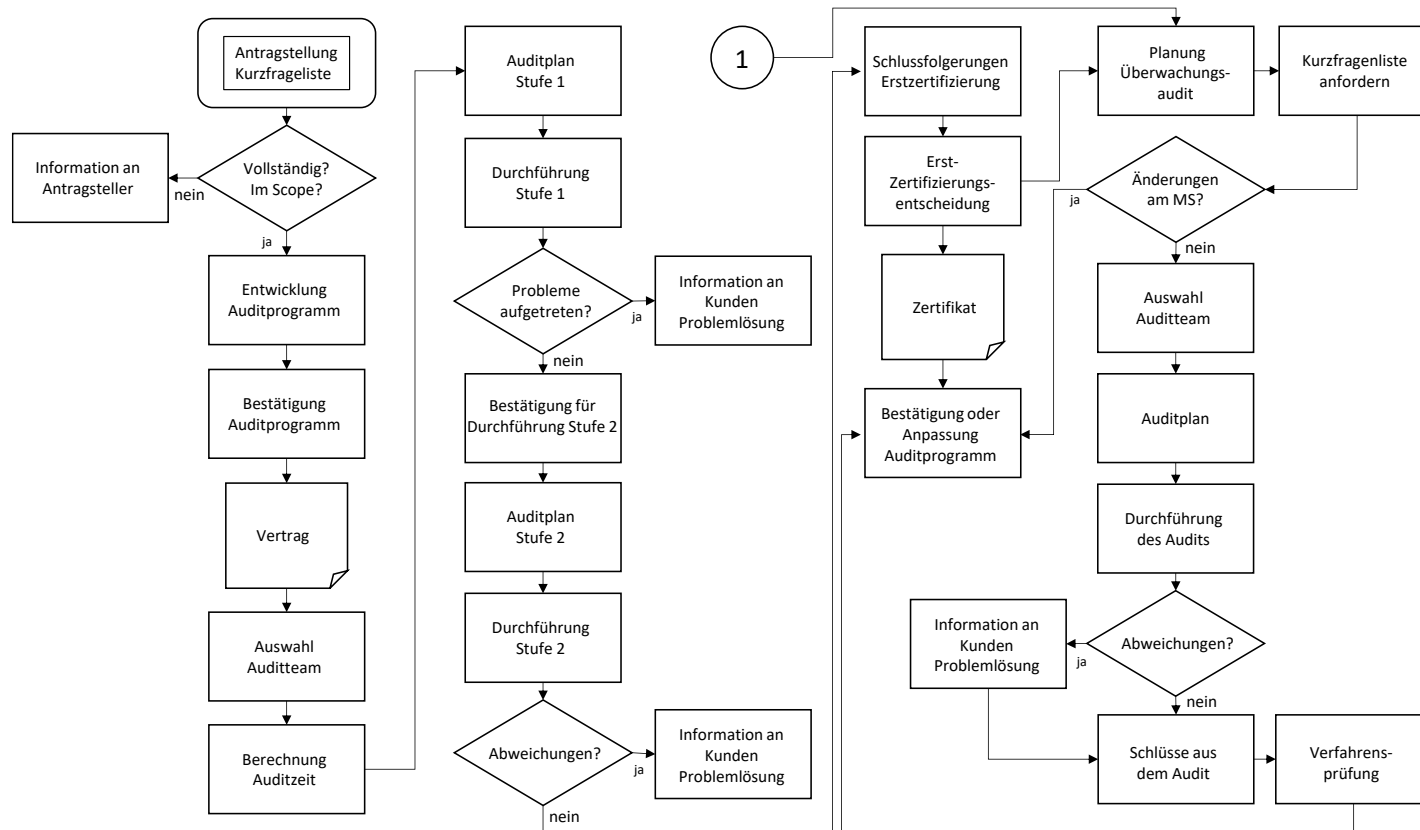 Antragstellung
Kurzfrageliste
Vollständig?
Im Scope?
nein
Information an
Antragsteller
ja
Entwicklung
Auditprogramm
Bestätigung
Auditprogramm
Vertrag
Auswahl
Auditteam
Berechnung
Auditzeit
Auditplan
Stufe 1
Durchführung
Stufe 1
Probleme
aufgetreten?
ja
Information an
Kunden
Problemlösung
nein
Bestätigung für
Durchführung Stufe 2
Auditplan
Stufe 2
Durchführung
Stufe 2
Abweichungen?
ja
Information an
Kunden
Problemlösung
nein
1
Schlussfolgerungen
Erstzertifizierung
Erst-
Zertifizierungs-
entscheidung
Zertifikat
Bestätigung oder
Anpassung
Auditprogramm
Planung
Überwachungs-
audit
Kurzfragenliste
anfordern
Änderungen
am MS?
ja
nein
Auswahl
Auditteam
Auditplan
Durchführung
des Audits
Abweichungen?
ja
Information an
Kunden
Problemlösung
nein
Schlüsse aus
dem Audit
Verfahrens-
prüfung